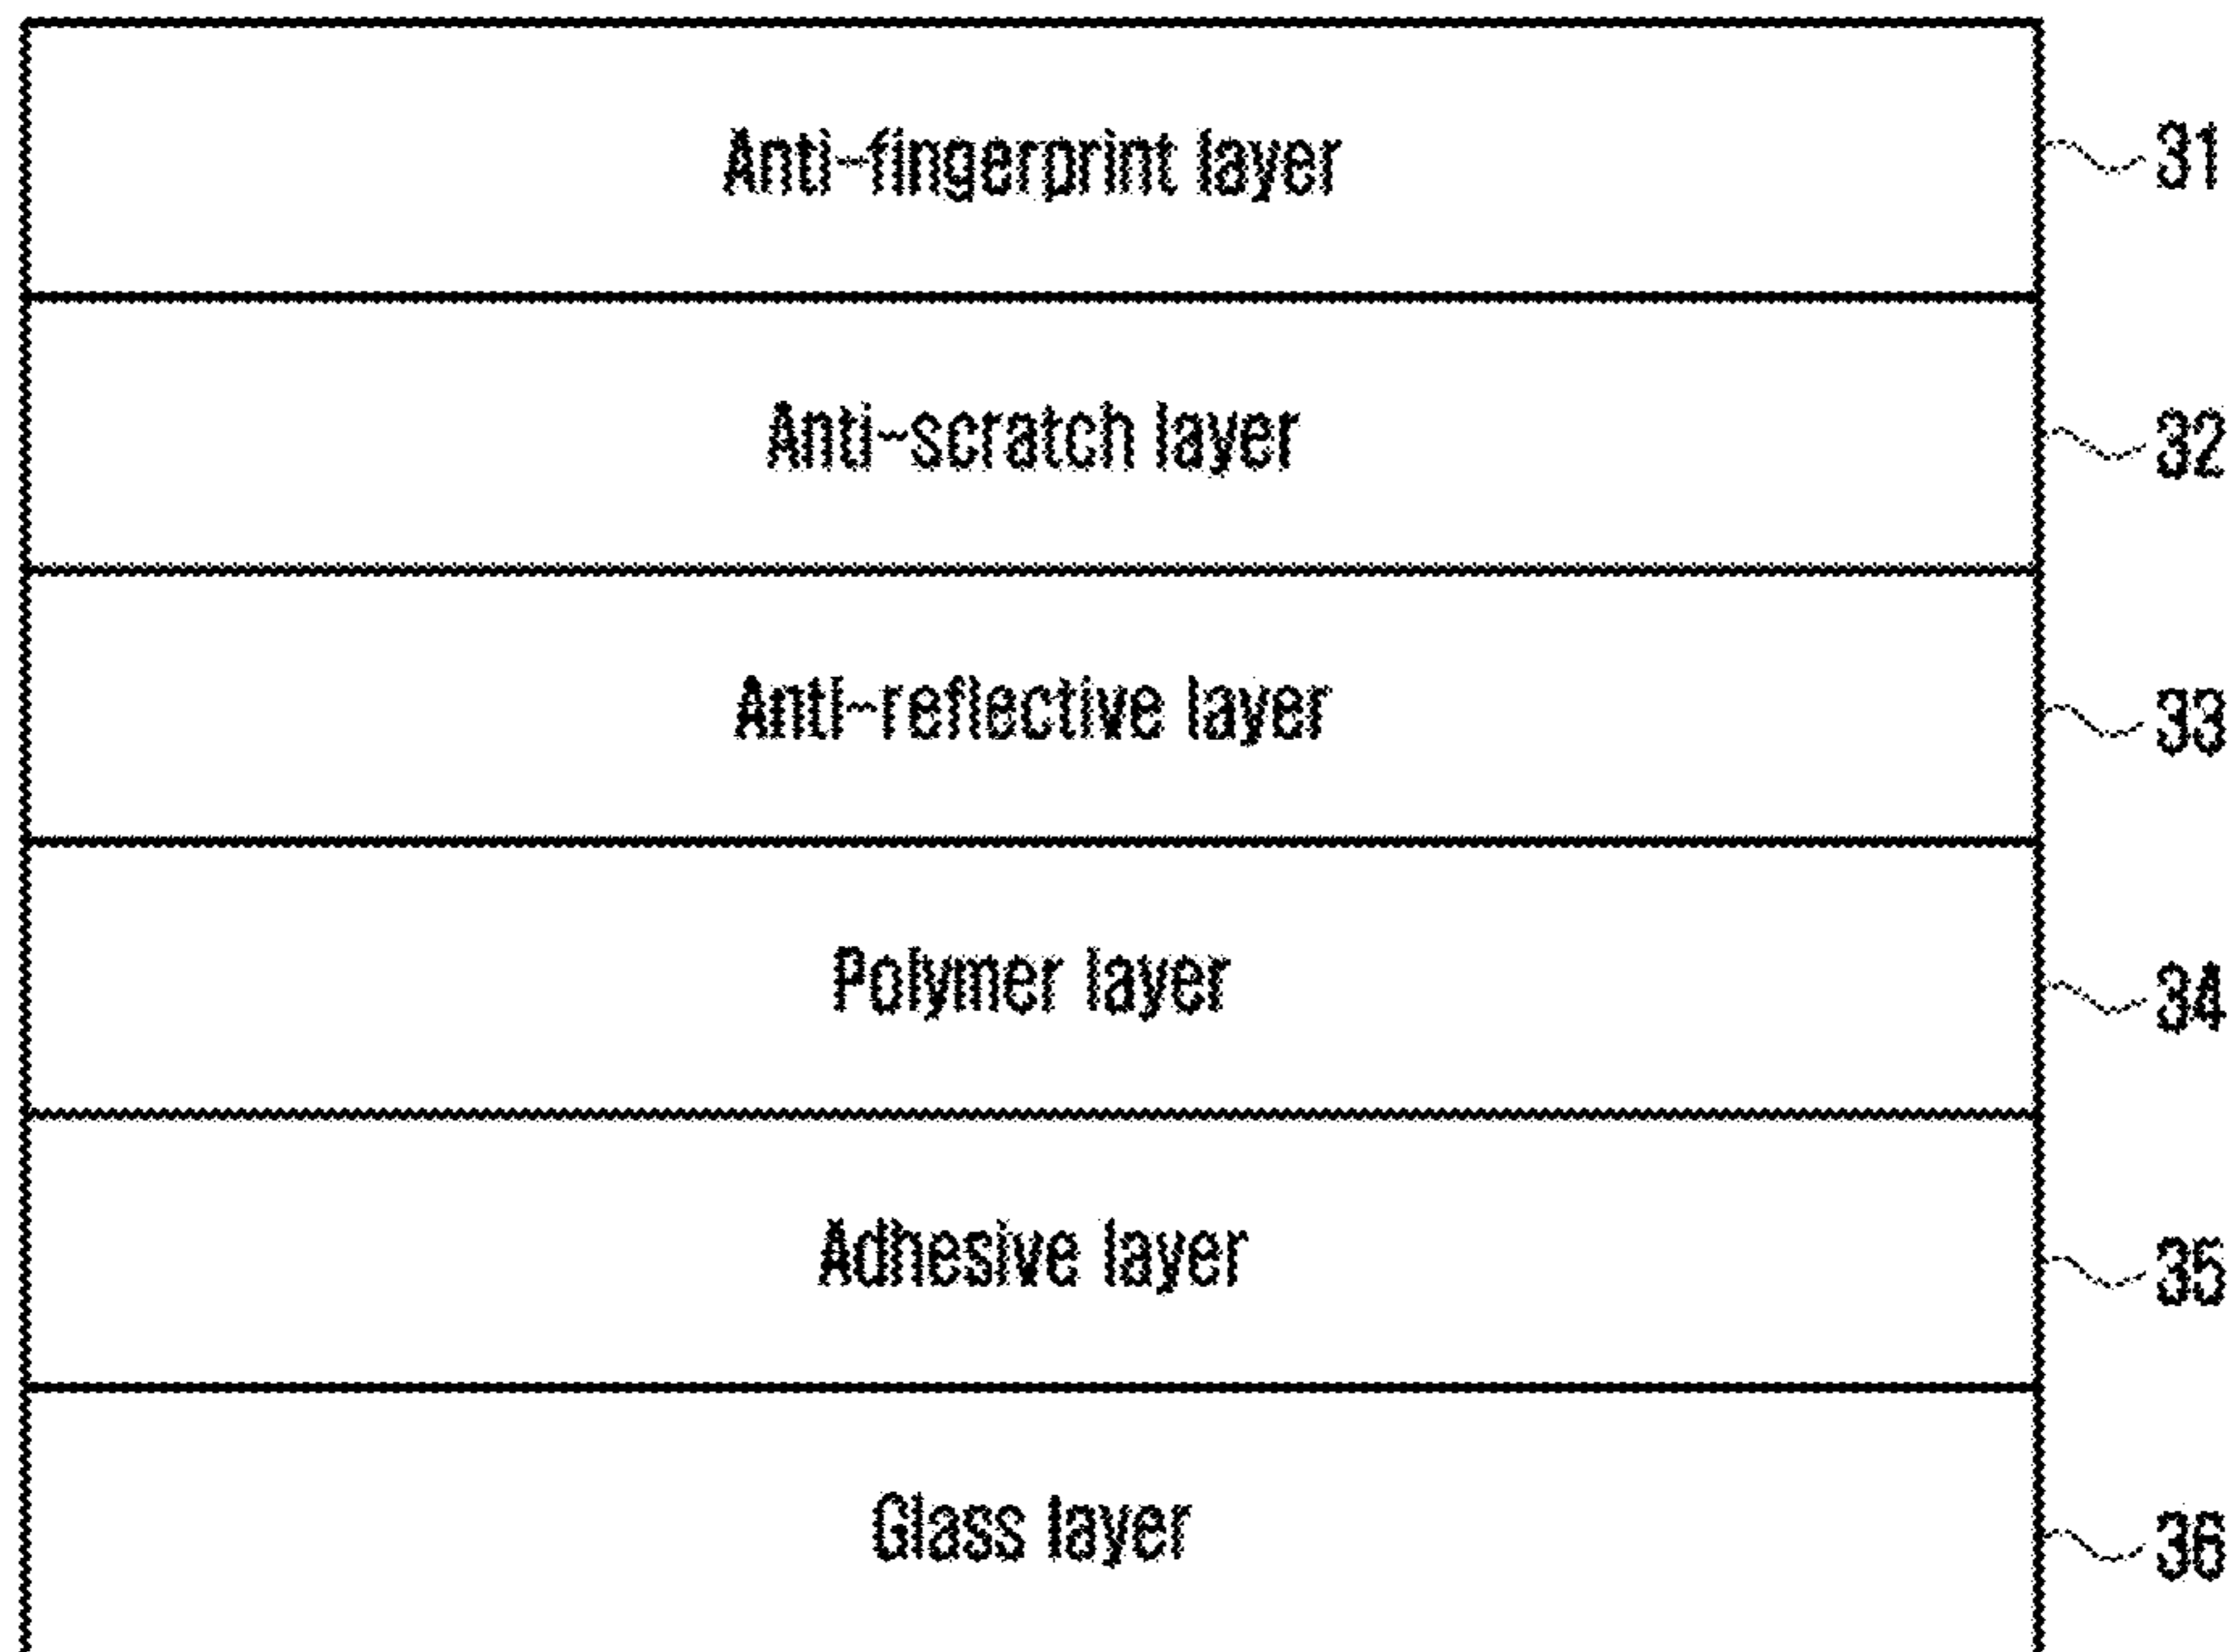 Anti-fingerprint layer 31
Anti-scratch layer 32
Anti-reflective layer 33
Polymer layer 34
Adhesive layer 35
Glass layer 36